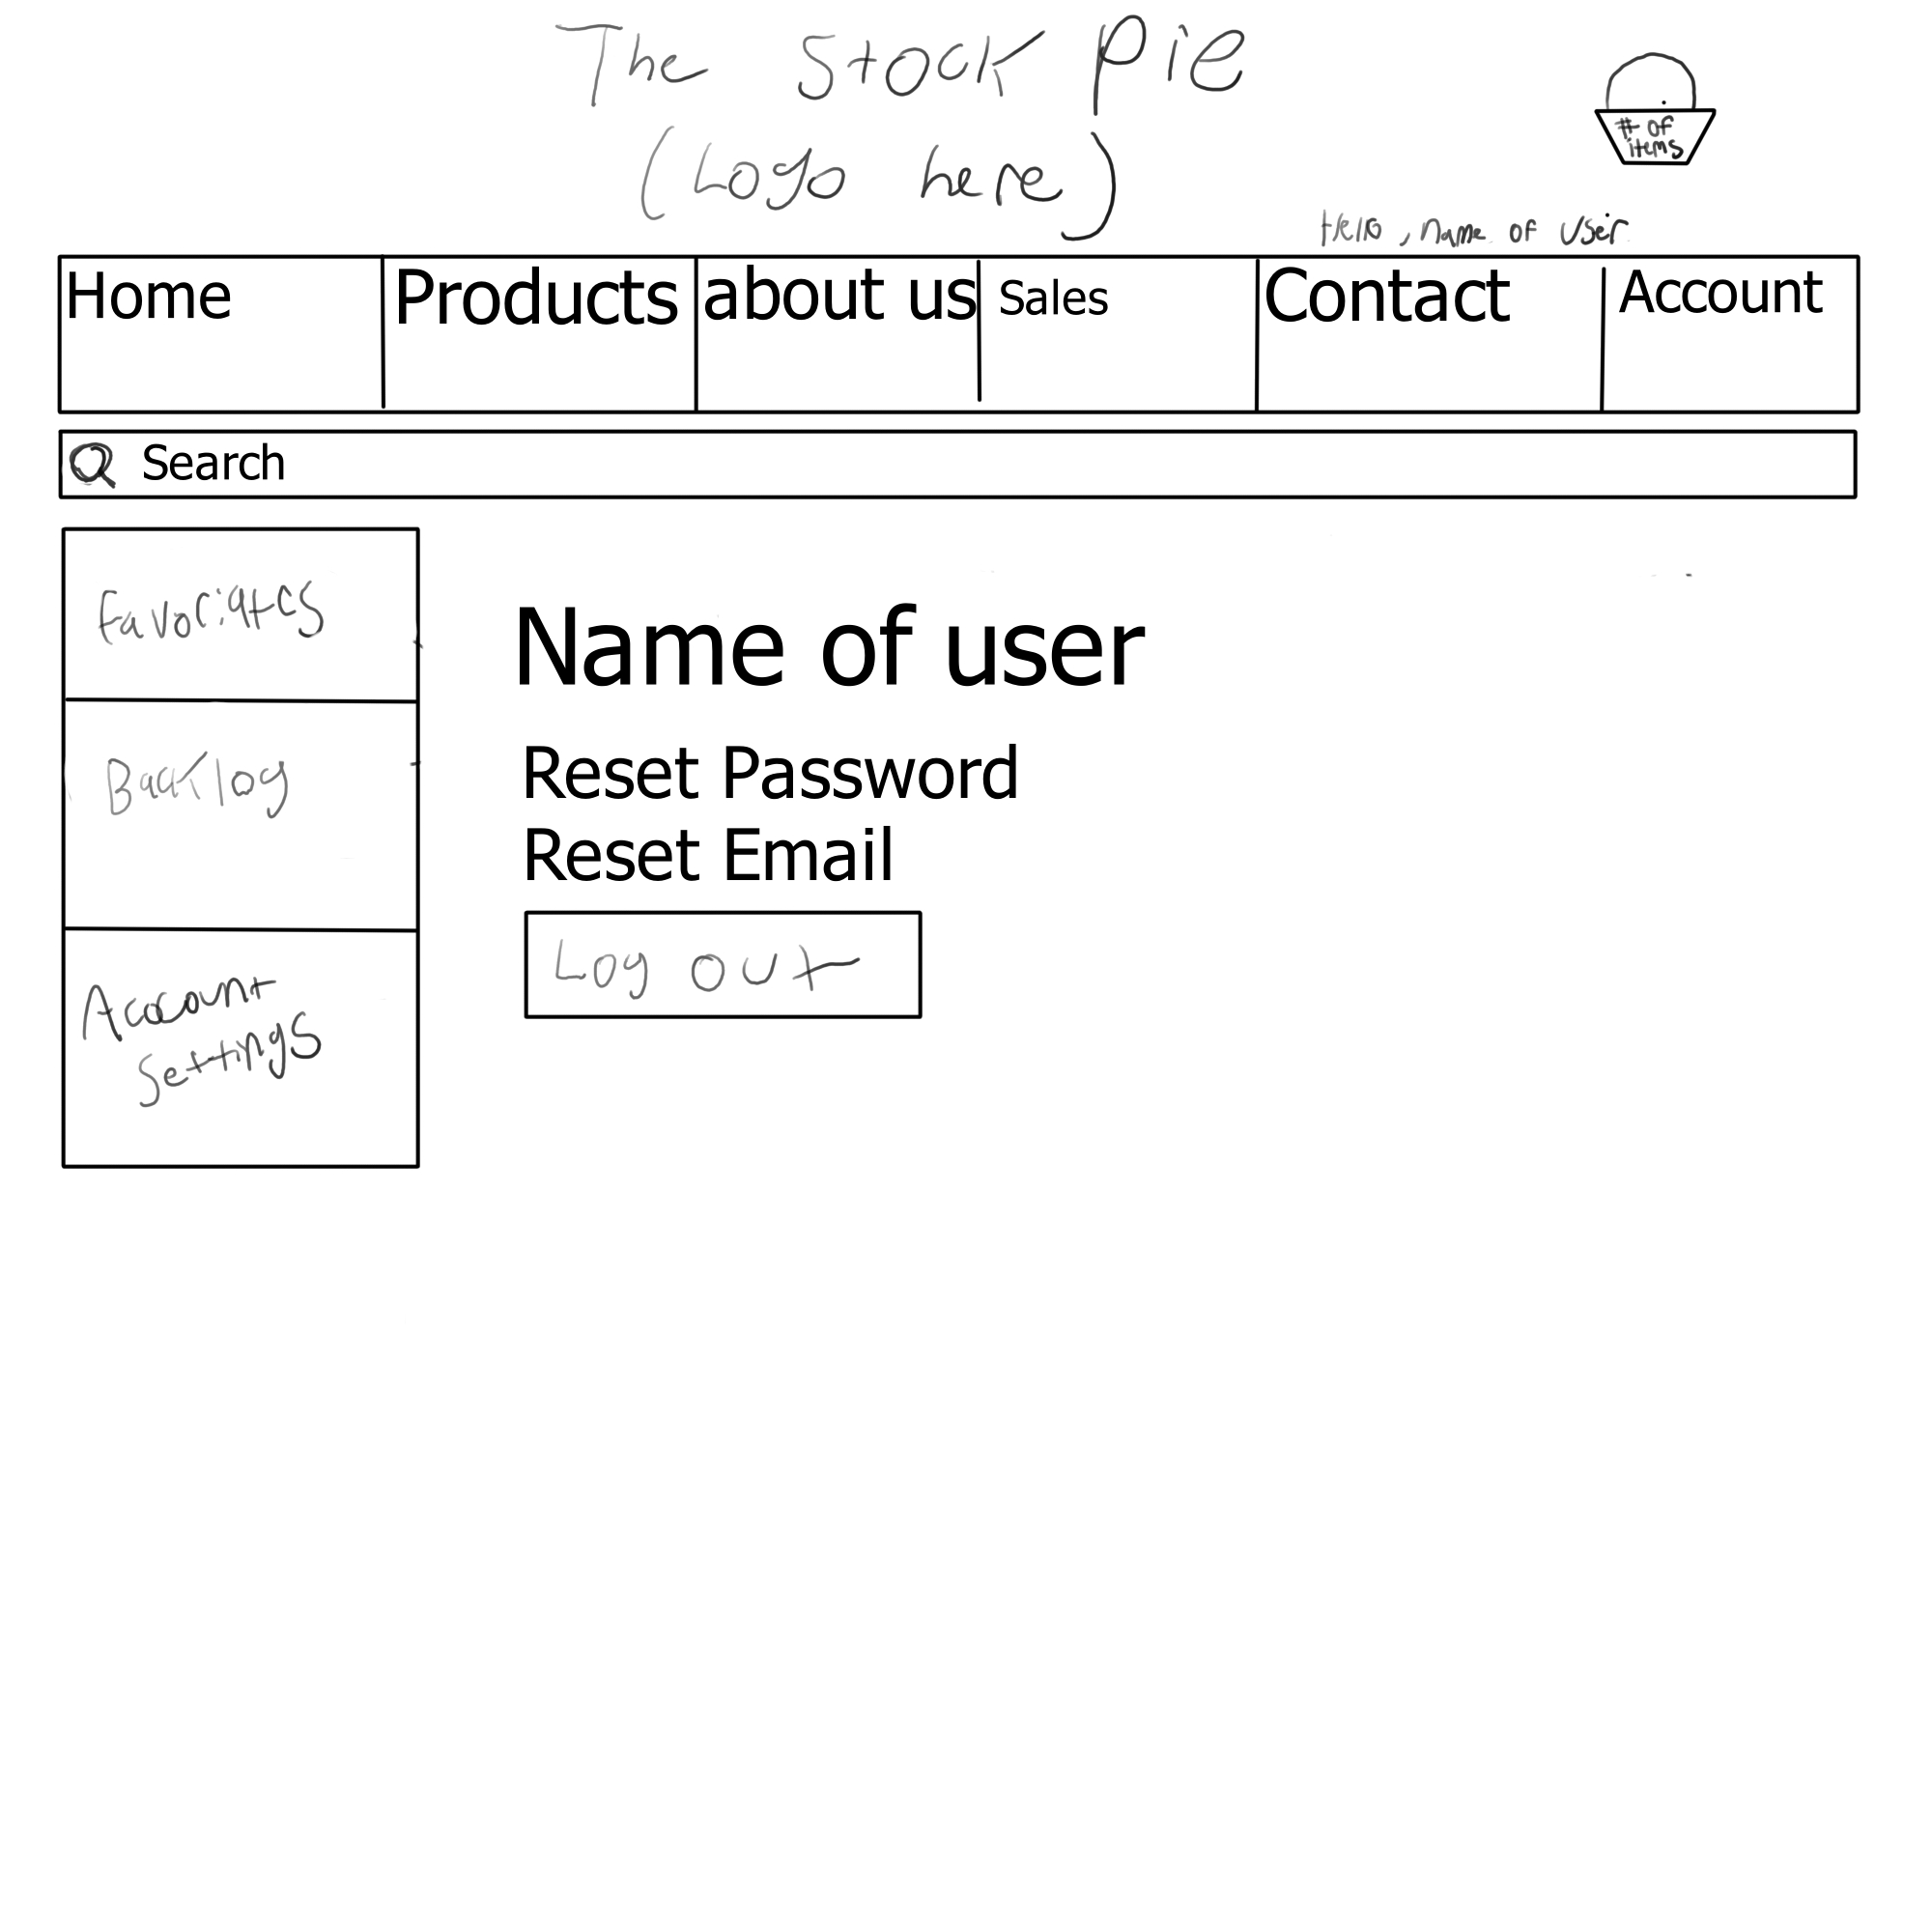 The Stock Pie
(Logo here)
# of
items
Hello, name of user
Home Products about us Sales Contact Account
Search
Favoriates
Backlog
Account
settings
Name of user
Reset Password
Reset Email
Log out